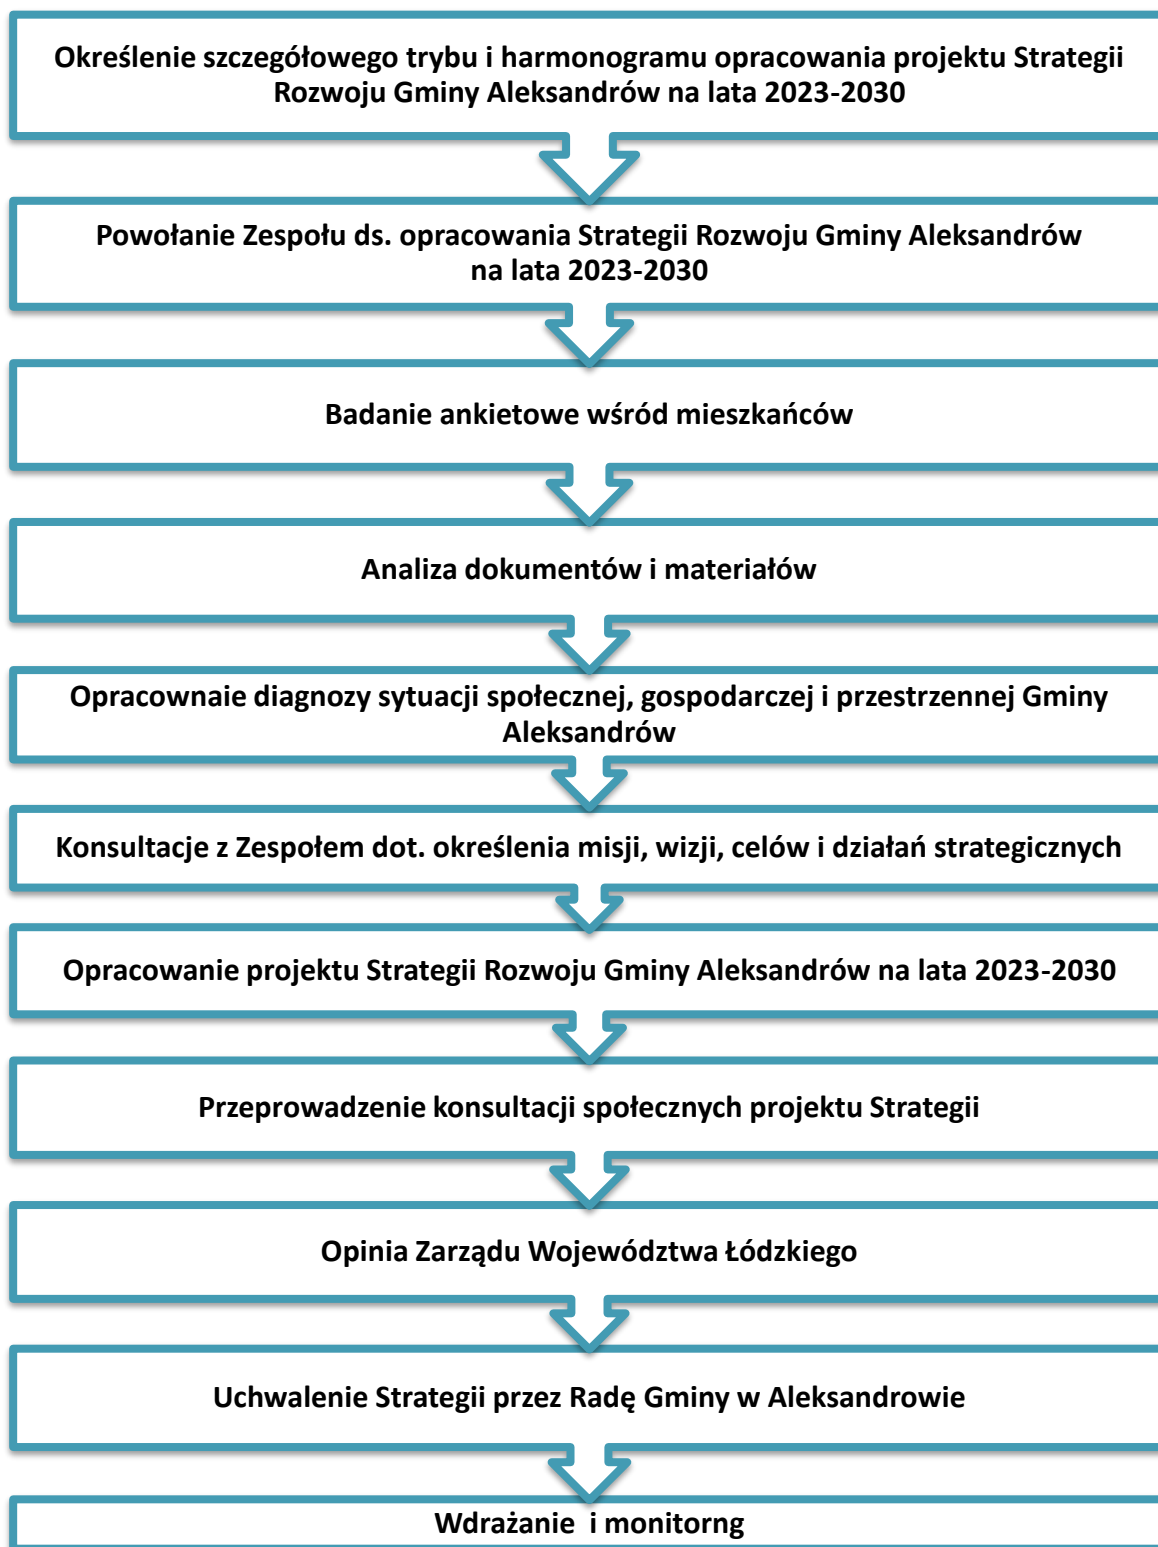 Określenie szczegółowego trybu i harmonogramu opracowania projektu Strategii
Rozwoju Gminy Aleksandrów na lata 2023-2030
Powołanie Zespołu ds. opracowania Strategii Rozwoju Gminy Aleksandrów
na lata 2023-2030
Badanie ankietowe wśród mieszkańców
Analiza dokumentów i materiałów
Opracownaie diagnozy sytuacji społecznej, gospodarczej i przestrzennej Gminy
Aleksandrów
Konsultacje z Zespołem dot. określenia misji, wizji, celów i działań strategicznych
Opracowanie projektu Strategii Rozwoju Gminy Aleksandrów na lata 2023-2030
Przeprowadzenie konsultacji społecznych projektu Strategii
Opinia Zarządu Województwa Łódzkiego
Uchwalenie Strategii przez Radę Gminy w Aleksandrowie
Wdrażanie i monitorng